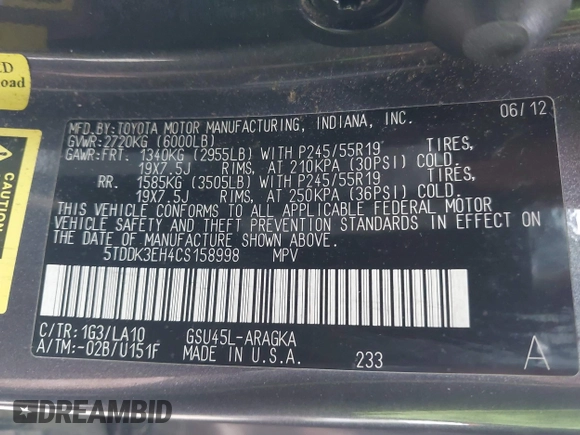 D
oad
CAUTION
MFD.BY:TOYOTA MOTOR MANUFACTURING, INDIANA, INC. 06/12
GVWR:2720KG (6000LB)
GAWR:FRT. 1340KG (2955LB) WITH P245/55R19 TIRES,
19X7.5J RIMS, AT 210KPA (30PSI) COLD.
RR. 1585KG (3505LB) WITH P245/55R19 TIRES,
19X7.5J RIMS, AT 250KPA (36PSI) COLD.
THIS VEHICLE CONFORMS TO ALL APPLICABLE FEDERAL MOTOR
VEHICLE SAFETY AND THEFT PREVENTION STANDARDS IN EFFECT ON
THE DATE OF MANUFACTURE SHOWN ABOVE.
5TDDK3EH4CS158998 MPV
C/TR:1G3/LA10 GSU45L-ARAGKA
A/TM:-02B/U151F MADE IN U.S.A. 233 A
DREAMBID